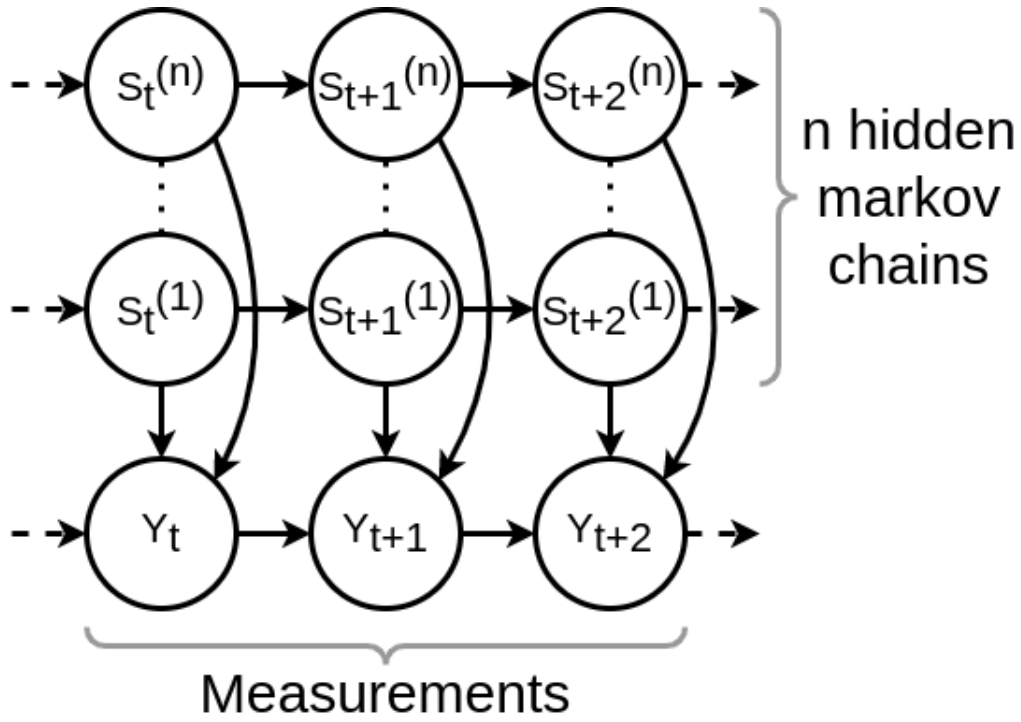 St(n) St+1(n) St+2(n)
n hidden
markov
chains
St(1) St+1(1) St+2(1)
Yt Yt+1 Yt+2
Measurements